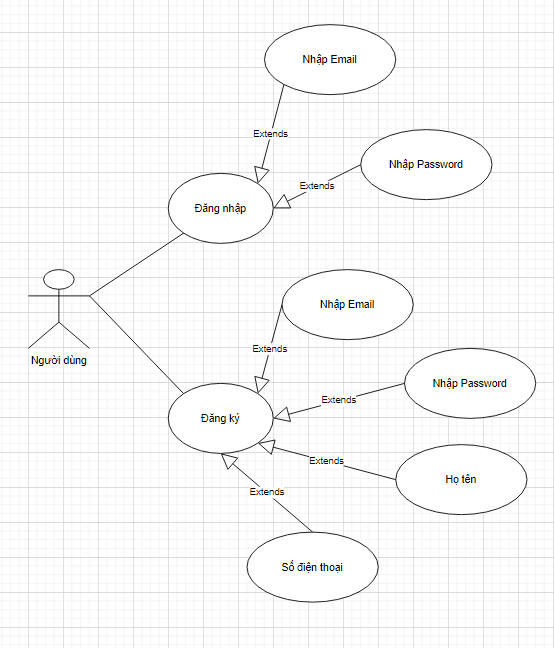 Nhập Email
Extends
Nhập Password
Extends
Đăng nhập
Người dùng
Nhập Email
Extends
Nhập Password
Extends
Đăng ký
Extends
Họ tên
Extends
Số điện thoại